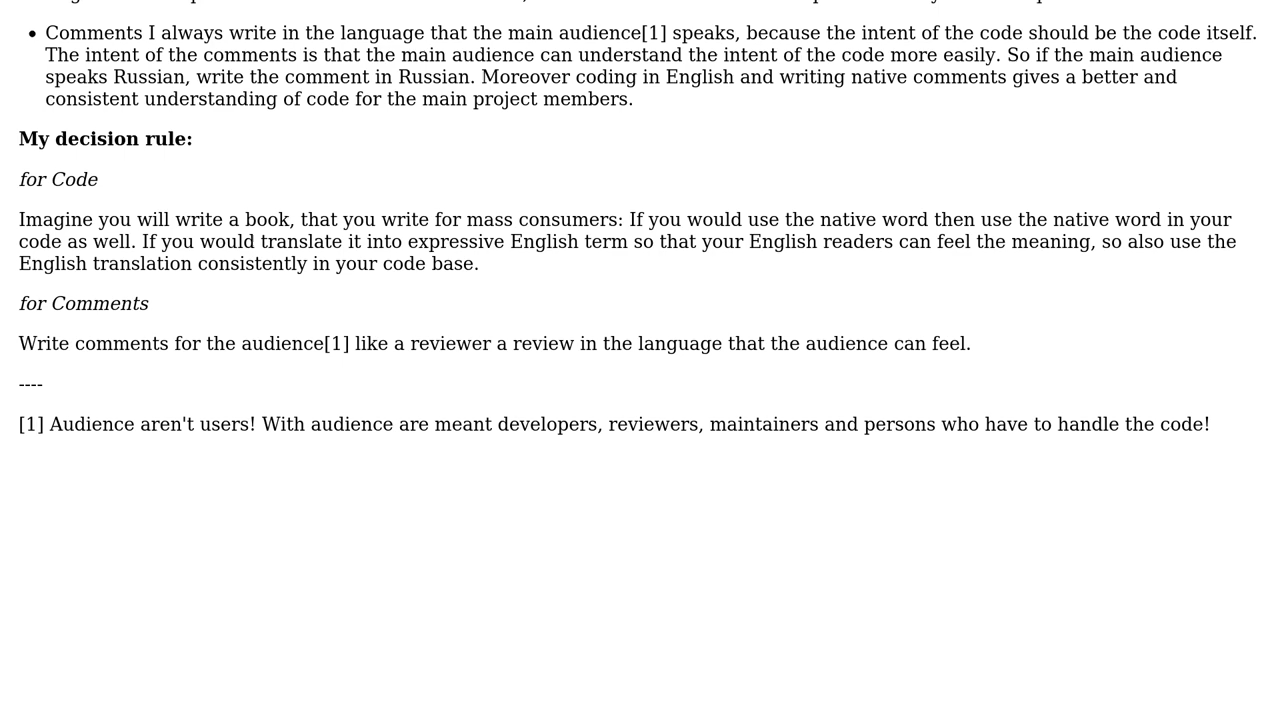 Comments I always write in the language that the main audience[1] speaks, because the intent of the code should be the code itself.
The intent of the comments is that the main audience can understand the intent of the code more easily. So if the main audience
speaks Russian, write the comment in Russian. Moreover coding in English and writing native comments gives a better and
consistent understanding of code for the main project members.
My decision rule:
for Code
Imagine you will write a book, that you write for mass consumers: If you would use the native word then use the native word in your
code as well. If you would translate it into expressive English term so that your English readers can feel the meaning, so also use the
English translation consistently in your code base.
for Comments
Write comments for the audience[1] like a reviewer a review in the language that the audience can feel.
----
[1] Audience aren't users! With audience are meant developers, reviewers, maintainers and persons who have to handle the code!